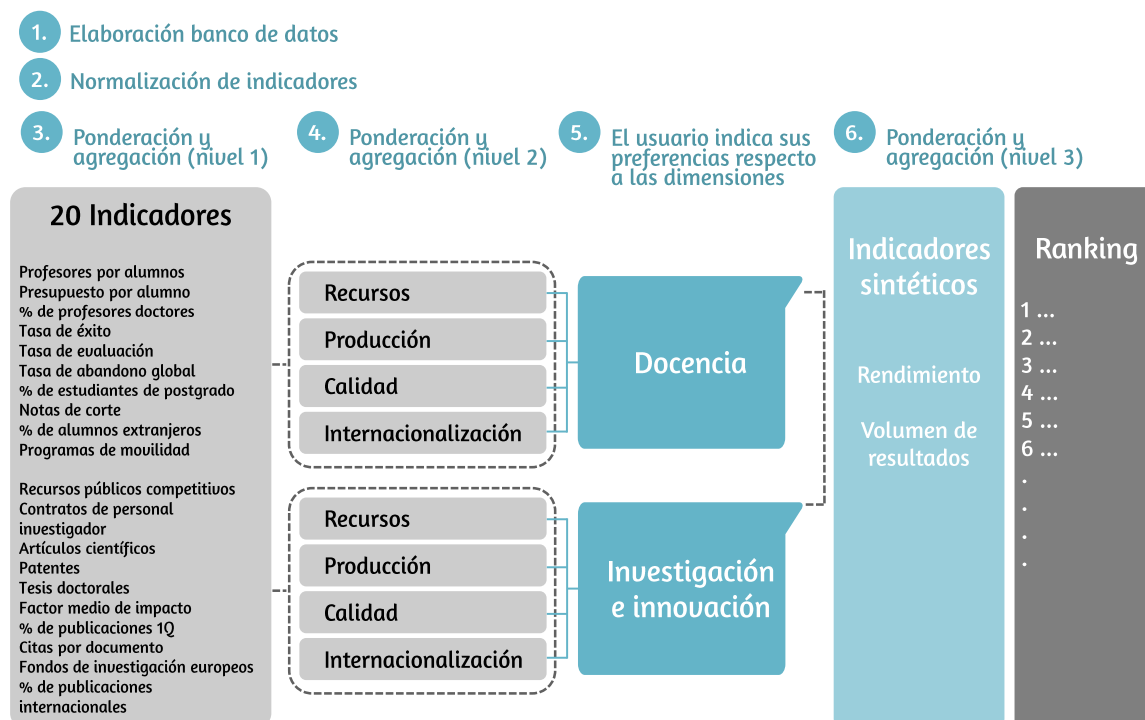 1. Elaboración banco de datos
2. Normalización de indicadores
3. Ponderación y
agregación (nivel 1)
4. Ponderación y
agregación (nivel 2)
5. El usuario indica sus
preferencias respecto
a las dimensiones
6. Ponderación y
agregación (nivel 3)
20 Indicadores
Profesores por alumnos
Presupuesto por alumno
% de profesores doctores
Tasa de éxito
Tasa de evaluación
Tasa de abandono global
% de estudiantes de postgrado
Notas de corte
% de alumnos extranjeros
Programas de movilidad
Recursos públicos competitivos
Contratos de personal
investigador
Artículos científicos
Patentes
Tesis doctorales
Factor medio de impacto
% de publicaciones 1Q
Citas por documento
Fondos de investigación europeos
% de publicaciones
internacionales
Recursos
Producción
Calidad
Internacionalización
Docencia
Recursos
Producción
Calidad
Internacionalización
Investigación
e innovación
Indicadores
sintéticos
Rendimiento
Volumen de
resultados
Ranking
1 ...
2 ...
3 ...
4 ...
5 ...
6 ...
.
.
.
.